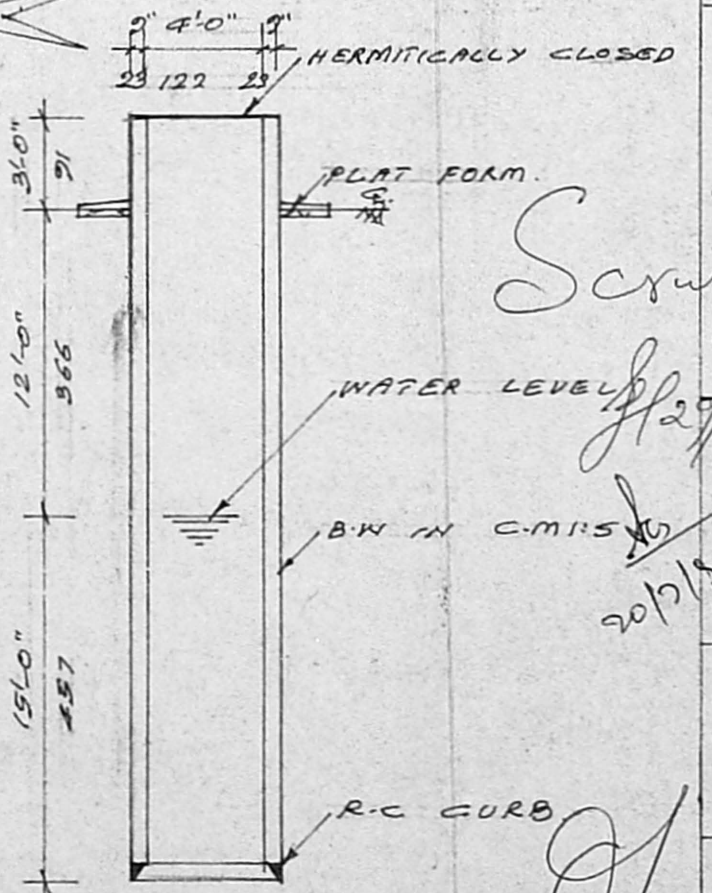 9" 4'-0" 9"
23 122 23
HERMITICALLY CLOSED
3'-0"
91
PLAT FORM.
G.L
Scru
12'-0"
366
WATER LEVEL
B.W IN C.M 1:5
15'-0"
457
R.C CURB.